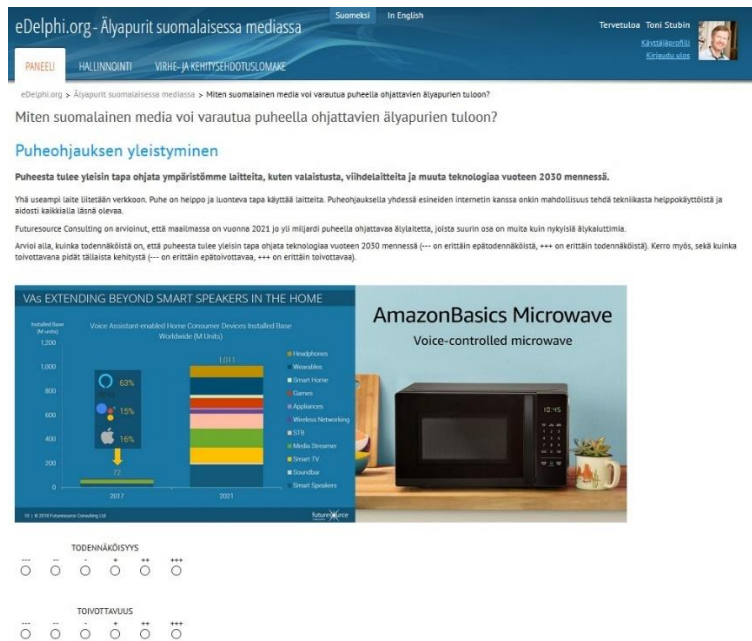 eDelphi.org - Älyapurit suomalaisessa mediassa
Suomeksi
In English
Tervetuloa Toni Stubin
Käyttäjäprofiili
Kirjaudu ulos
PANEELI
HALLINNOINTI
VIRHE- JA KEHITYSEHDOTUSLOMAKE
eDelphi.org > Älyapurit suomalaisessa mediassa > Miten suomalainen media voi varautua puheella ohjattavien älyapurien tuloon?
Miten suomalainen media voi varautua puheella ohjattavien älyapurien tuloon?
Puheohjauksen yleistyminen
Puheesta tulee yleisin tapa ohjata ympäristömme laitteita, kuten valaistusta, viihdelaitteita ja muuta teknologiaa vuoteen 2030 mennessä.
Yhä useampi laite liitetään verkkoon. Puhe on helppo ja luonteva tapa käyttää laitteita. Puheohjauksella yhdessä esineiden internetin kanssa onkin mahdollisuus tehdä tekniikasta helppokäyttöistä ja
aidosti kaikkialla läsnä olevaa.
Futuresource Consulting on arvioinut, että maailmassa on vuonna 2021 jo yli miljardi puheella ohjattavaa älylaitetta, joista suurin osa on muita kuin nykyisiä älykaiuttimia.
Arvioi alla, kuinka todennäköistä on, että puheesta tulee yleisin tapa ohjata teknologiaa vuoteen 2030 mennessä (--- on erittäin epätodennäköistä, +++ on erittäin todennäköistä). Kerro myös, sekä kuinka
toivottavana pidät tällaista kehitystä (--- on erittäin epätoivottavaa, +++ on erittäin toivottavaa).
VAs EXTENDING BEYOND SMART SPEAKERS IN THE HOME
Installed Base
(M units)
Voice Assistant-enabled Home Consumer Devices Installed Base
Worldwide (M Units)
1,200
1,000
800
600
400
200
0
63%
15%
16%
72
1,011
2017
2021
Headphones
Wearables
Smart Home
Games
Appliances
Wireless Networking
STB
Media Streamer
Smart TV
Soundbar
Smart Speakers
© 2018 Futuresource Consulting Ltd
futuresource
AmazonBasics Microwave
Voice-controlled microwave
10:45
TODENNÄKÖISYYS
--- -- - + ++ +++
TOIVOTTAVUUS
--- -- - + ++ +++